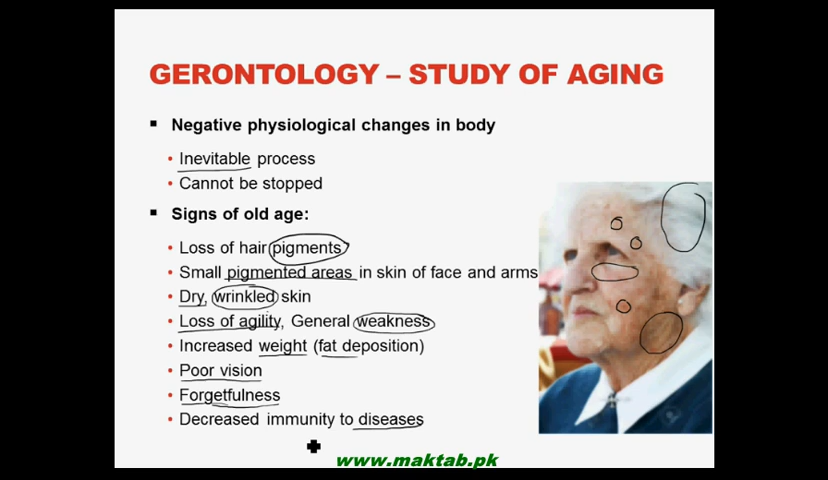 GERONTOLOGY – STUDY OF AGING
▪ Negative physiological changes in body
• Inevitable process
• Cannot be stopped
▪ Signs of old age:
• Loss of hair pigments
• Small pigmented areas in skin of face and arms
• Dry, wrinkled skin
• Loss of agility, General weakness
• Increased weight (fat deposition)
• Poor vision
• Forgetfulness
• Decreased immunity to diseases
www.maktab.pk